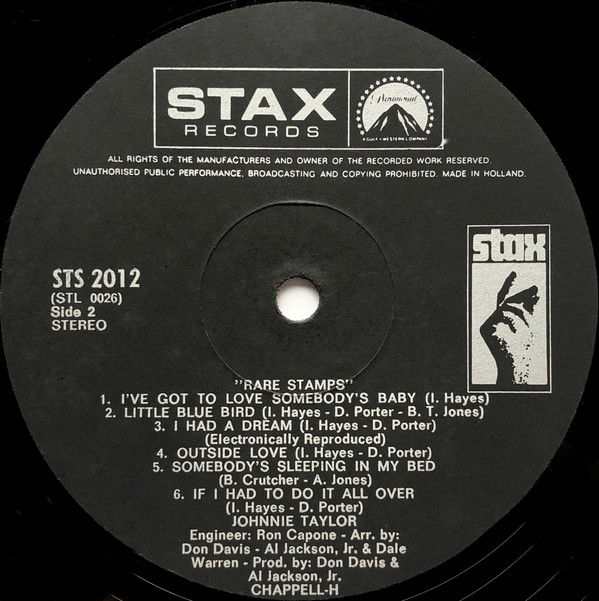 STAX
RECORDS
Paramount
A GULF + WESTERN COMPANY
ALL RIGHTS OF THE MANUFACTURERS AND OWNER OF THE RECORDED WORK RESERVED.
UNAUTHORISED PUBLIC PERFORMANCE, BROADCASTING AND COPYING PROHIBITED. MADE IN HOLLAND.
stax
STS 2012
(STL 0026)
Side 2
STEREO
"RARE STAMPS"
1. I'VE GOT TO LOVE SOMEBODY'S BABY (I. Hayes)
2. LITTLE BLUE BIRD (I. Hayes - D. Porter - B. T. Jones)
3. I HAD A DREAM (I. Hayes - D. Porter)
(Electronically Reproduced)
4. OUTSIDE LOVE (I. Hayes - D. Porter)
5. SOMEBODY'S SLEEPING IN MY BED
(B. Crutcher - A. Jones)
6. IF I HAD TO DO IT ALL OVER
(I. Hayes - D. Porter)
JOHNNIE TAYLOR
Engineer: Ron Capone - Arr. by:
Don Davis - Al Jackson, Jr. & Dale
Warren - Prod. by: Don Davis &
Al Jackson, Jr.
CHAPPELL-H